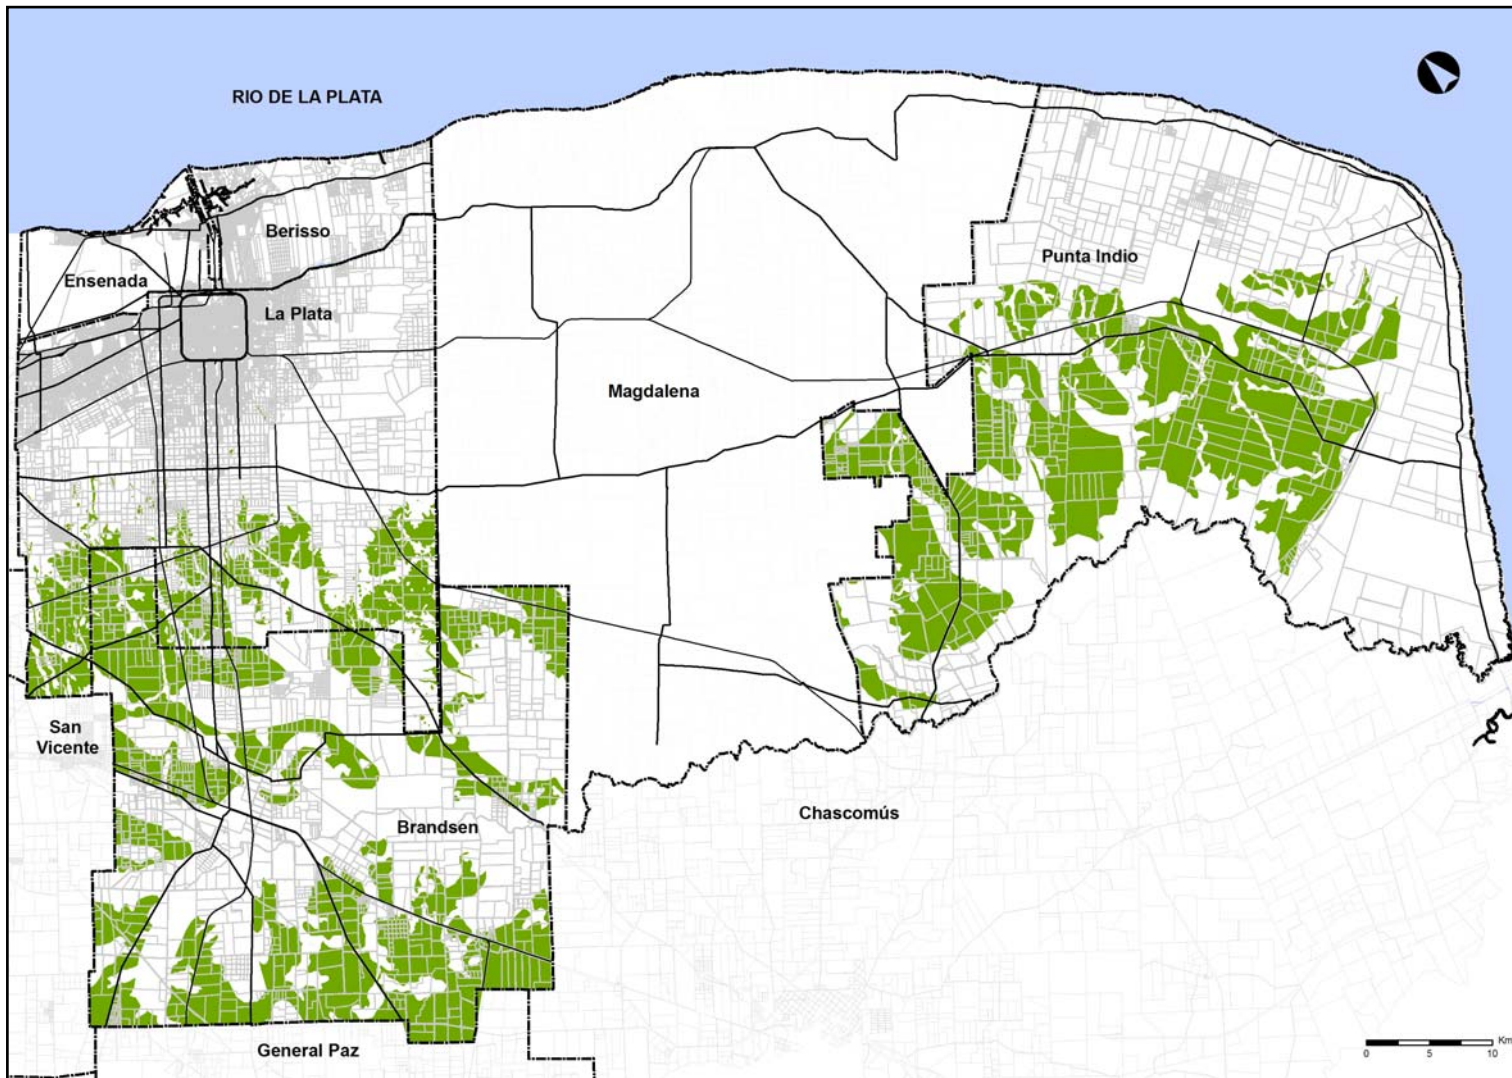 RIO DE LA PLATA
Berisso
Punta Indio
Ensenada
La Plata
Magdalena
San
Vicente
Chascomús
Brandsen
General Paz
Km
0 5 10